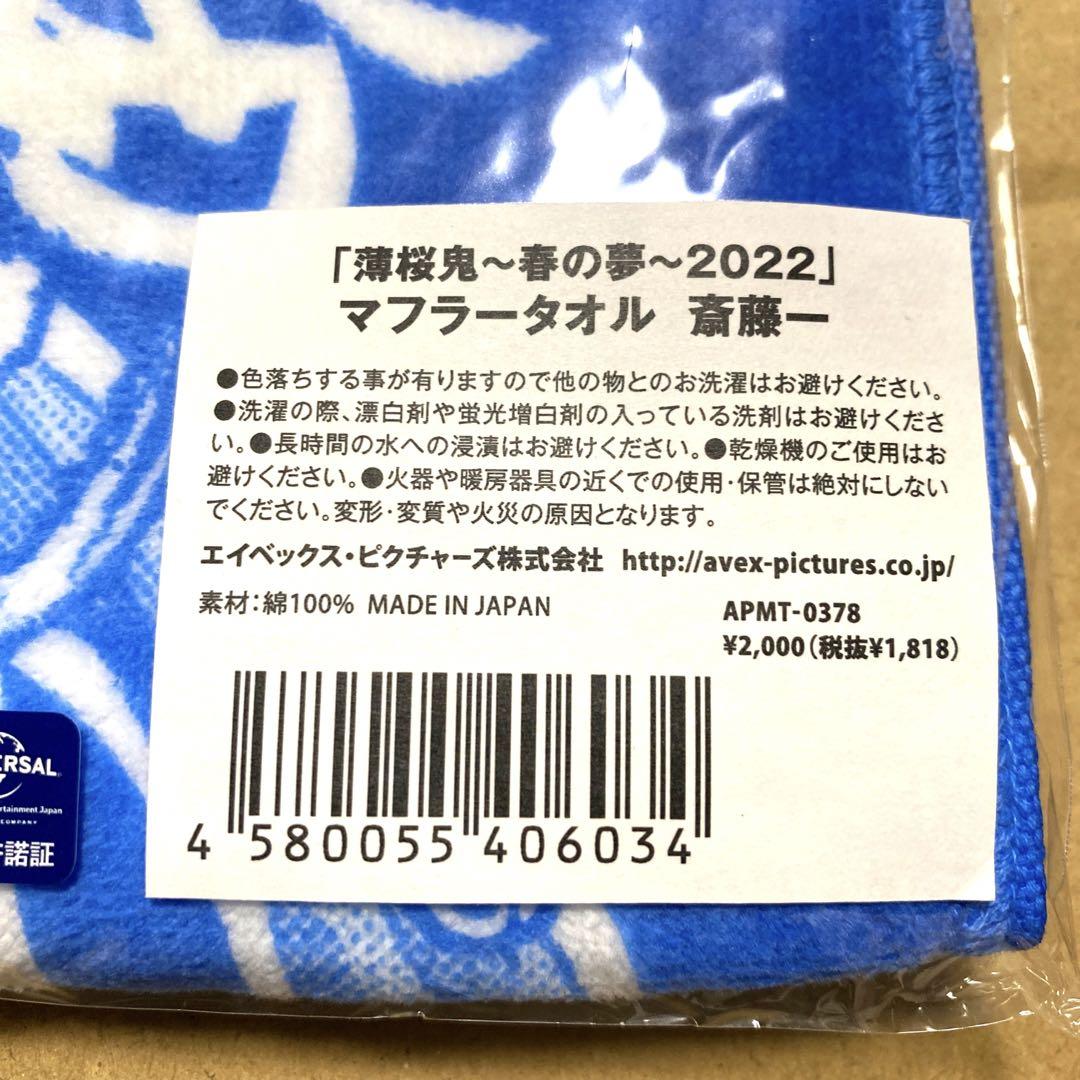 「薄桜鬼～春の夢～2022」
マフラータオル 斎藤一
●色落ちする事が有りますので他の物とのお洗濯はお避けください。
●洗濯の際、漂白剤や蛍光増白剤の入っている洗剤はお避けくださ
い。●長時間の水への浸漬はお避けください。●乾燥機のご使用はお
避けください。●火器や暖房器具の近くでの使用・保管は絶対にしない
でください。変形・変質や火災の原因となります。
エイベックス・ピクチャーズ株式会社 http://avex-pictures.co.jp/
素材：綿100% MADE IN JAPAN
APMT-0378
¥2,000（税抜¥1,818）
4 580055 406034
ERSAL
rtainment Japan
COMPANY
諾証